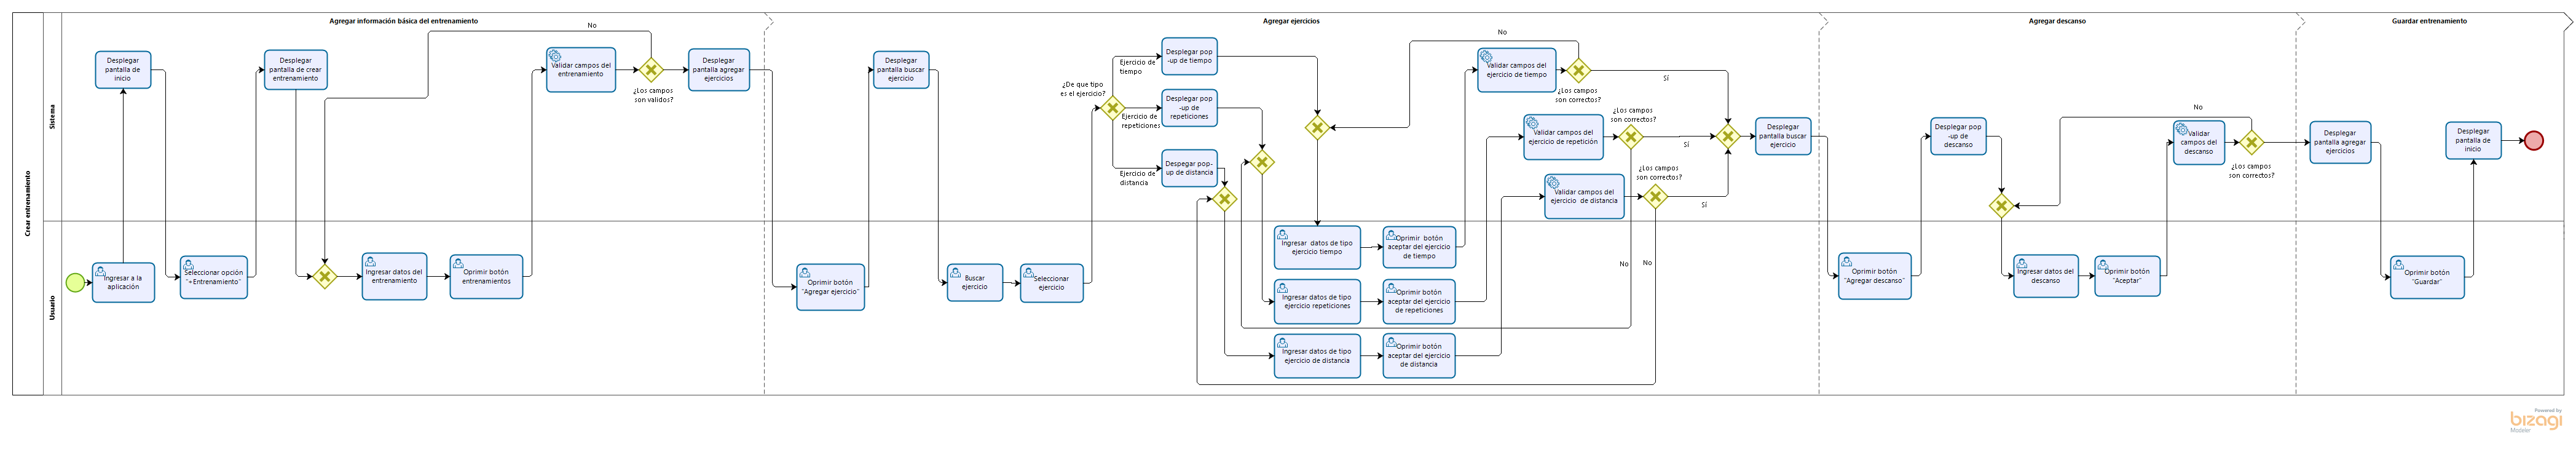 Agregar información básica del entrenamiento
Agregar ejercicios
Agregar descanso
Guardar entrenamiento
Crear entrenamiento
Sistema
Usuario
Ingresar a la
aplicación
Desplegar
pantalla de
inicio
Seleccionar opción
"+Entrenamiento"
Desplegar
pantalla de crear
entrenamiento
Ingresar datos del
entrenamiento
Oprimir botón
entrenamientos
Validar campos del
entrenamiento
No
¿Los campos
son validos?
Desplegar
pantalla agregar
ejercicios
Oprimir botón
"Agregar ejercicio"
Desplegar
pantalla buscar
ejercicio
Buscar
ejercicio
Seleccionar
ejercicio
¿De que tipo
es el ejercicio?
Ejercicio de
tiempo
Ejercicio de
repeticiones
Ejercicio de
distancia
Desplegar pop
-up de tiempo
Desplegar pop
-up de
repeticiones
Despegar pop-
up de distancia
Ingresar datos de tipo
ejercicio tiempo
Oprimir botón
aceptar del ejercicio
de tiempo
Ingresar datos de tipo
ejercicio repeticiones
Oprimir botón
aceptar del ejercicio
de repeticiones
Ingresar datos de tipo
ejercicio de distancia
Oprimir botón
aceptar del ejercicio
de distancia
Validar campos del
ejercicio de tiempo
No
¿Los campos
son correctos?
Sí
Validar campos del
ejercicio de repetición
¿Los campos
son correctos?
Sí
No
Validar campos del
ejercicio de distancia
¿Los campos
son correctos?
Sí
No
Desplegar
pantalla buscar
ejercicio
Oprimir botón
"Agregar descanso"
Desplegar pop
-up de
descanso
Ingresar datos del
descanso
Oprimir botón
"Aceptar"
Validar
campos del
descanso
No
¿Los campos
son correctos?
Desplegar
pantalla agregar
ejercicios
Oprimir botón
"Guardar"
Desplegar
pantalla de
inicio
Powered by
bizagi
Modeler